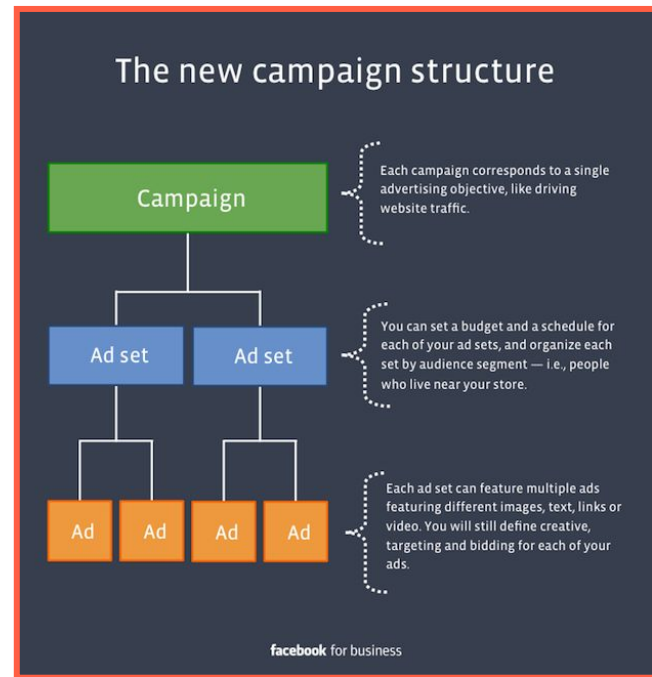 The new campaign structure
Campaign
Each campaign corresponds to a single
advertising objective, like driving
website traffic.
Ad set
Ad set
You can set a budget and a schedule for
each of your ad sets, and organize each
set by audience segment — i.e., people
who live near your store.
Ad
Ad
Ad
Ad
Each ad set can feature multiple ads
featuring different images, text, links or
video. You will still define creative,
targeting and bidding for each of your
ads.
facebook for business